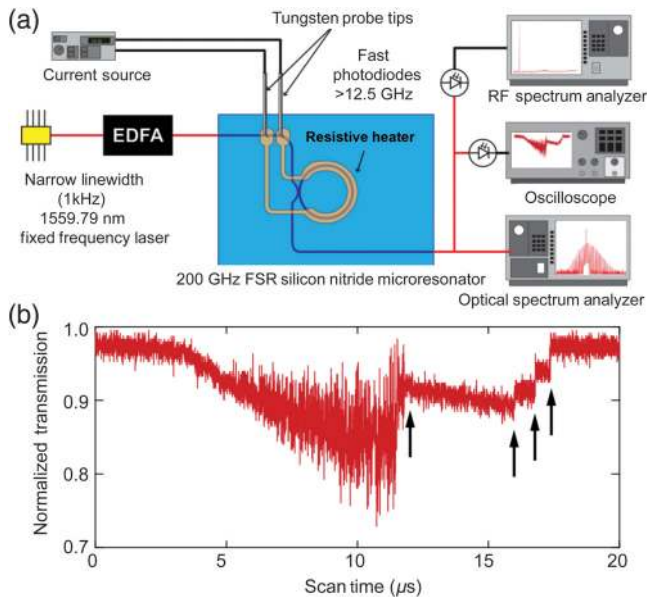 (a)
Tungsten probe tips
Current source
Fast
photodiodes
>12.5 GHz
RF spectrum analyzer
EDFA
Resistive heater
Narrow linewidth
(1kHz)
1559.79 nm
fixed frequency laser
Oscilloscope
200 GHz FSR silicon nitride microresonator
Optical spectrum analyzer
(b)
Normalized transmission
1.0
0.9
0.8
0.7
0
5
10
15
20
Scan time (μs)